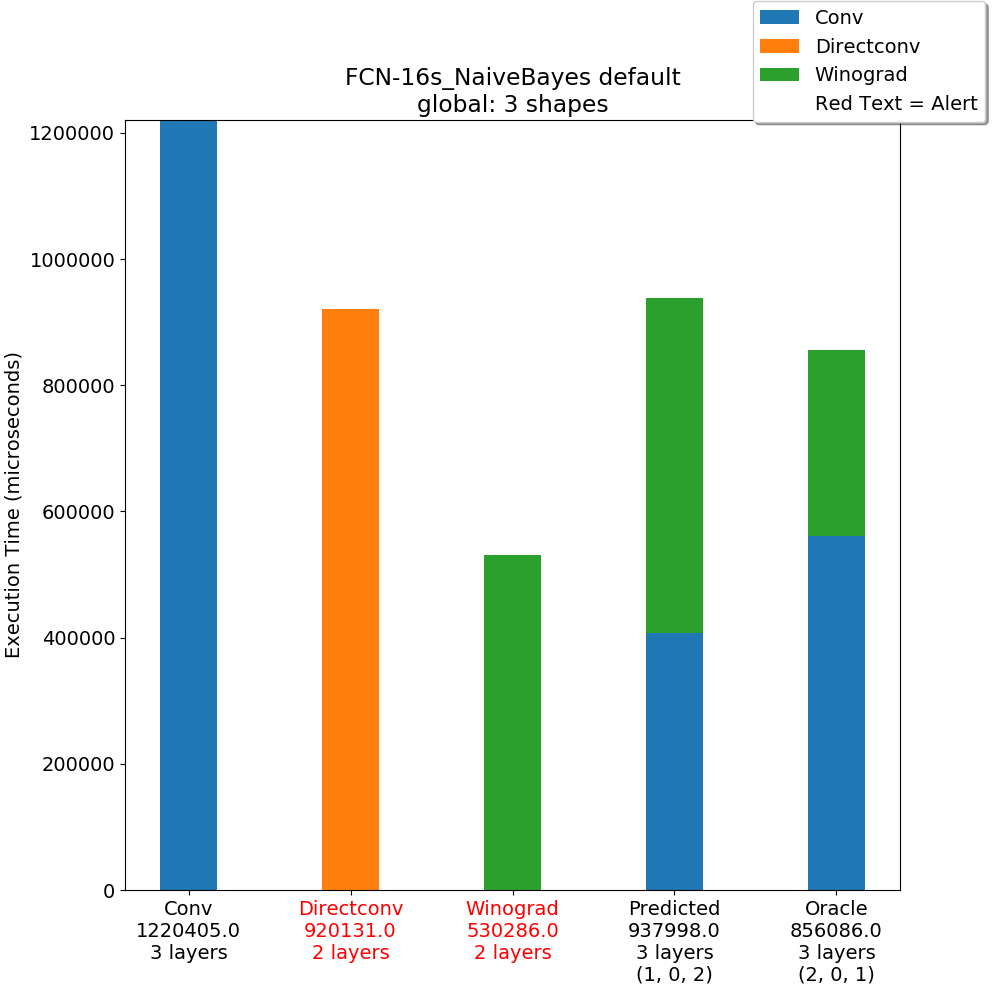 Conv
Directconv
Winograd
Red Text = Alert
FCN-16s_NaiveBayes default
global: 3 shapes
Execution Time (microseconds)
1200000
1000000
800000
600000
400000
200000
0
Conv
1220405.0
3 layers
Directconv
920131.0
2 layers
Winograd
530286.0
2 layers
Predicted
937998.0
3 layers
(1, 0, 2)
Oracle
856086.0
3 layers
(2, 0, 1)